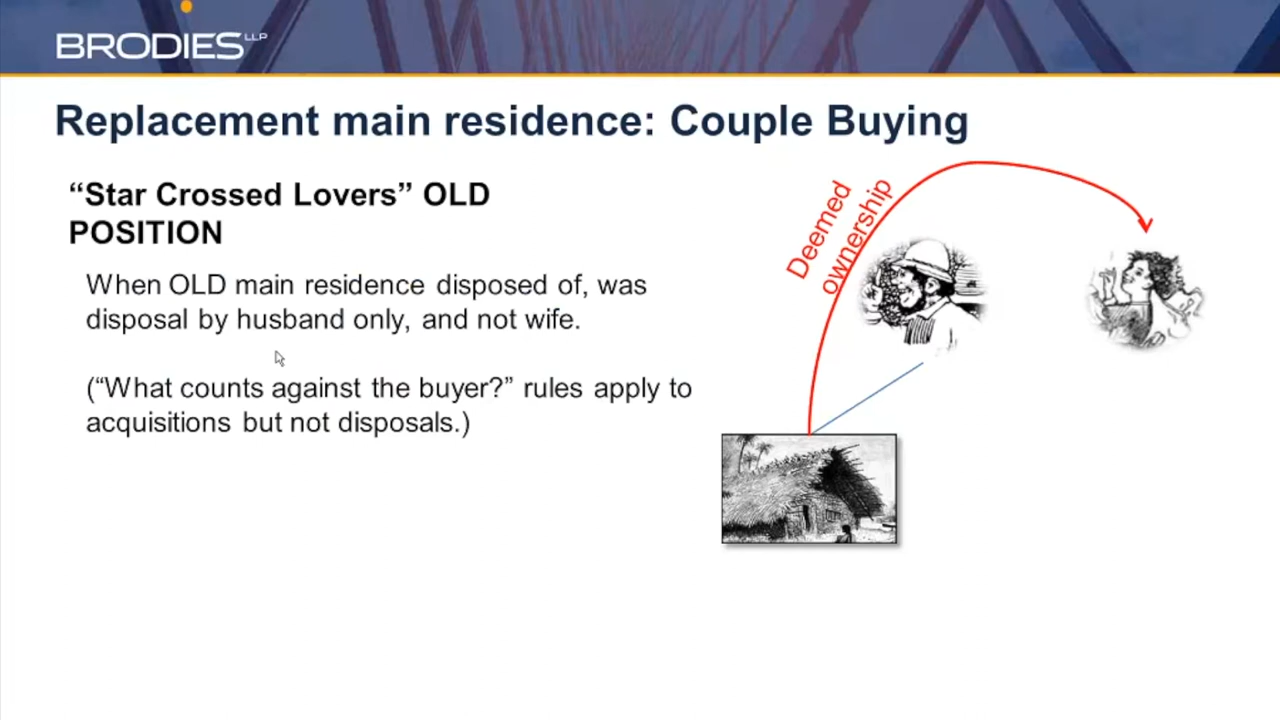 BRODIES LLP
Replacement main residence: Couple Buying
“Star Crossed Lovers” OLD
POSITION
When OLD main residence disposed of, was
disposal by husband only, and not wife.
(“What counts against the buyer?” rules apply to
acquisitions but not disposals.)
Deemed
ownership